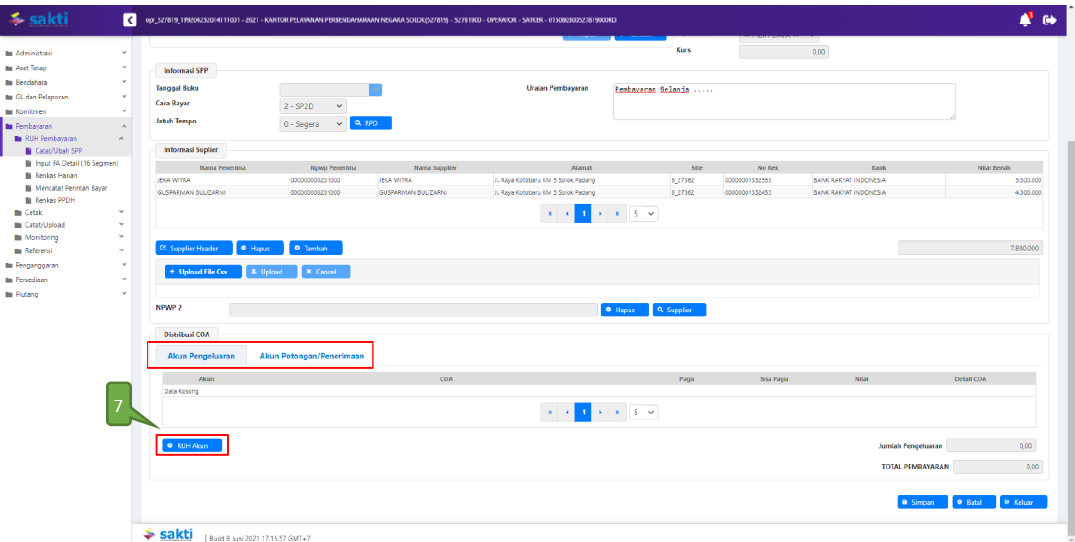 sakti
opr_527819_199204232014111001 - 2021 - KANTOR PELAYANAN PERBENDAHARAAN NEGARA SOLOK(527819) - 52781900 - OPERATOR - SATKER - 015080300527819000KD
Administrasi
Aset Tetap
Bendahara
GL dan Pelaporan
Komitmen
Pembayaran
RUH Pembayaran
Catat/Ubah SPP
Input FA Detail (16 Segmen)
Renkas Harian
Mencatat Perintah Bayar
Renkas PPDH
Cetak
Catat/Upload
Monitoring
Referensi
Penganggaran
Persediaan
Piutang
Kurs 0,00
Informasi SPP
Tanggal Buku
Uraian Pembayaran Pembayaran Belanja .....
Cara Bayar 2 - SP2D
Jatuh Tempo 0 - Segera RPD
Informasi Suplier
Nama Penerima Npwp Penerima Nama Supplier Alamat Site No Rek Bank Nilai Bersih
JEKA WITRA 000000000201000 JEKA WITRA Jl. Raya Kotobaru KM 5 Solok Padang 6_27362 BANK RAKYAT INDONESIA 3.500.000
GUSPARMAN BULIZARNI 000000000201000 GUSPARMAN BULIZARNI Jl. Raya Kotobaru KM 5 Solok Padang 6_27362 BANK RAKYAT INDONESIA 4.300.000
1 5
Supplier Header Hapus Tambah 7.800.000
Upload File Csv Upload Cancel
NPWP 2 Hapus Supplier
Distribusi COA
Akun Pengeluaran Akun Potongan/Penerimaan
Akun COA Pagu Sisa Pagu Nilai Detail COA
Data Kosong
1 5
7
RUH Akun
Jumlah Pengeluaran 0,00
TOTAL PEMBAYARAN 0,00
Simpan Batal Keluar
sakti | Build 8 Juni 2021 17.15.57 GMT+7